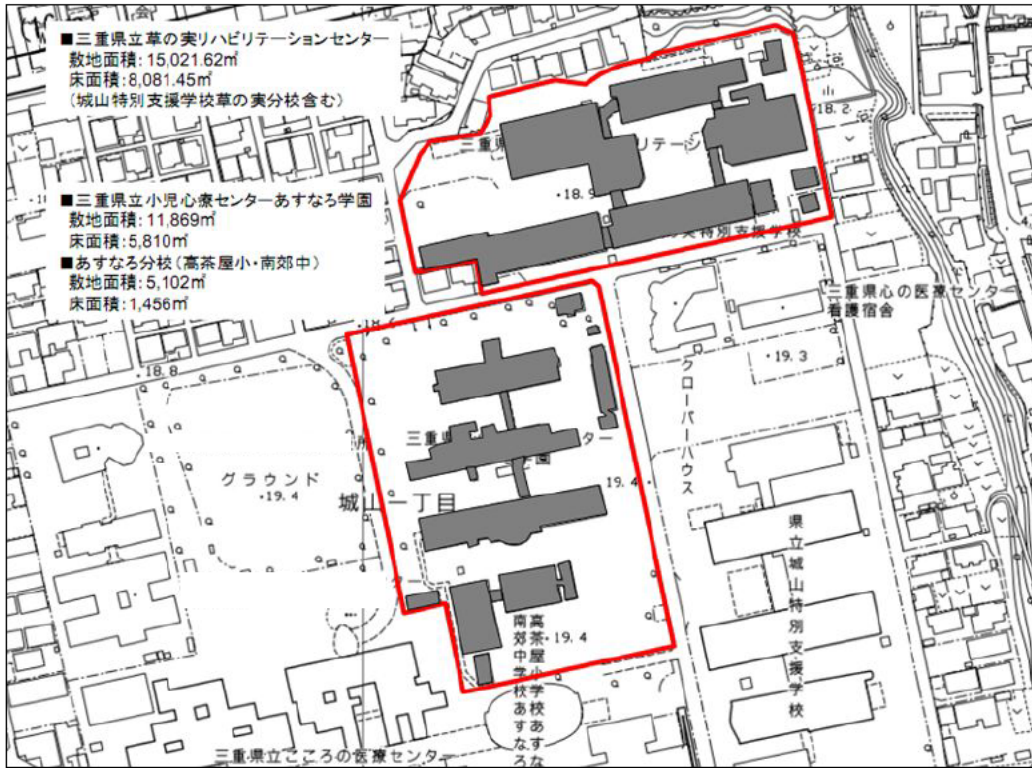 ■三重県立草の実リハビリテーションセンター
敷地面積:15,021.62㎡
床面積:8,081.45㎡
(城山特別支援学校草の実分校含む)
■三重県立小児心療センターあすなろ学園
敷地面積:11,869㎡
床面積:5,810㎡
■あすなろ分校(高茶屋小・南郊中)
敷地面積:5,102㎡
床面積:1,456㎡
18.2
三重県
リテーシ
18.9
特別支援学校
三重県心の医療センター
看護宿舎
19.3
18.8
クローバーハウス
三重県
ター
園
グラウンド
19.4
19.4
城山一丁目
県立城山特別支援学校
ター
高茶屋小学校あすな
南郊中学校あすなろ
19.4
三重県立こころの医療センター